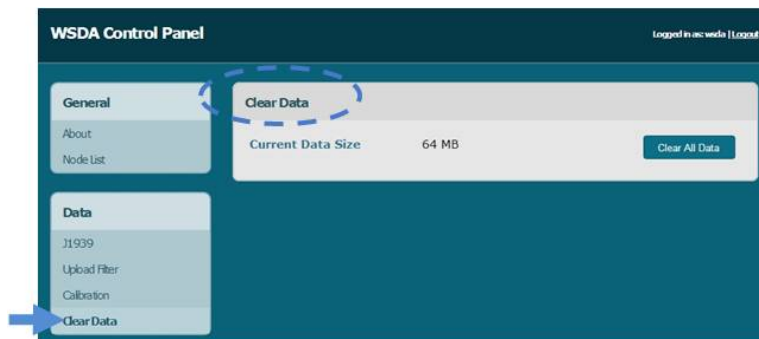 WSDA Control Panel
Logged in as: wsda | Logout
General
About
Node List
Data
J1939
Upload Filter
Calibration
Clear Data
Clear Data
Current Data Size 64 MB
Clear All Data